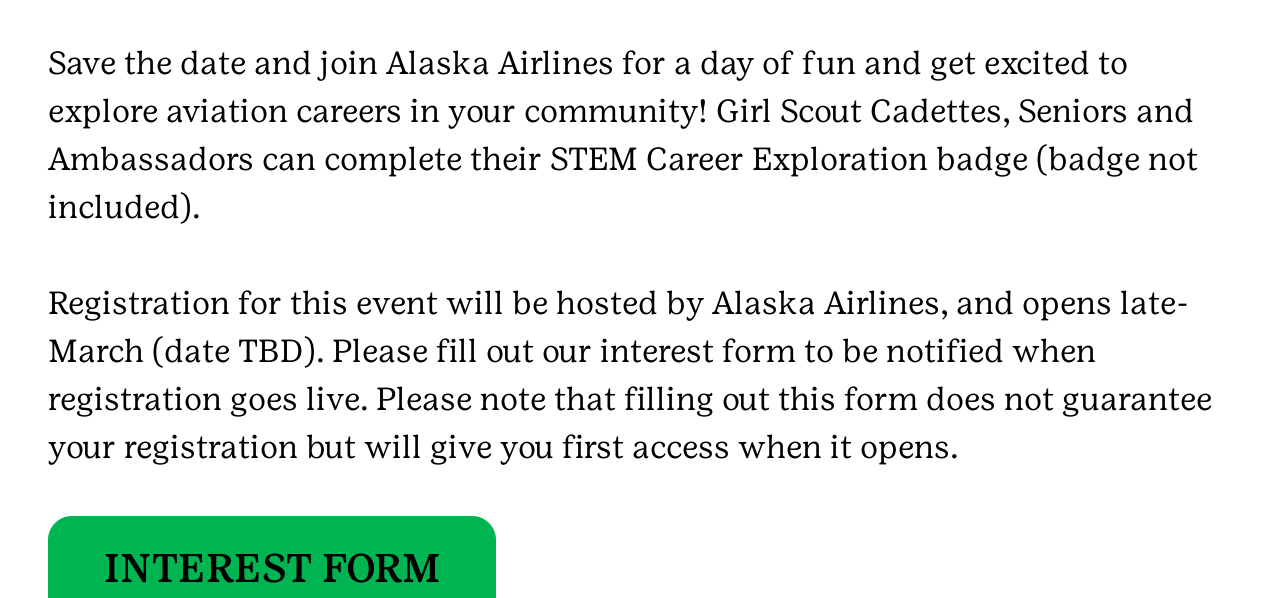 Save the date and join Alaska Airlines for a day of fun and get excited to
explore aviation careers in your community! Girl Scout Cadettes, Seniors and
Ambassadors can complete their STEM Career Exploration badge (badge not
included).
Registration for this event will be hosted by Alaska Airlines, and opens late-
March (date TBD). Please fill out our interest form to be notified when
registration goes live. Please note that filling out this form does not guarantee
your registration but will give you first access when it opens.
INTEREST FORM